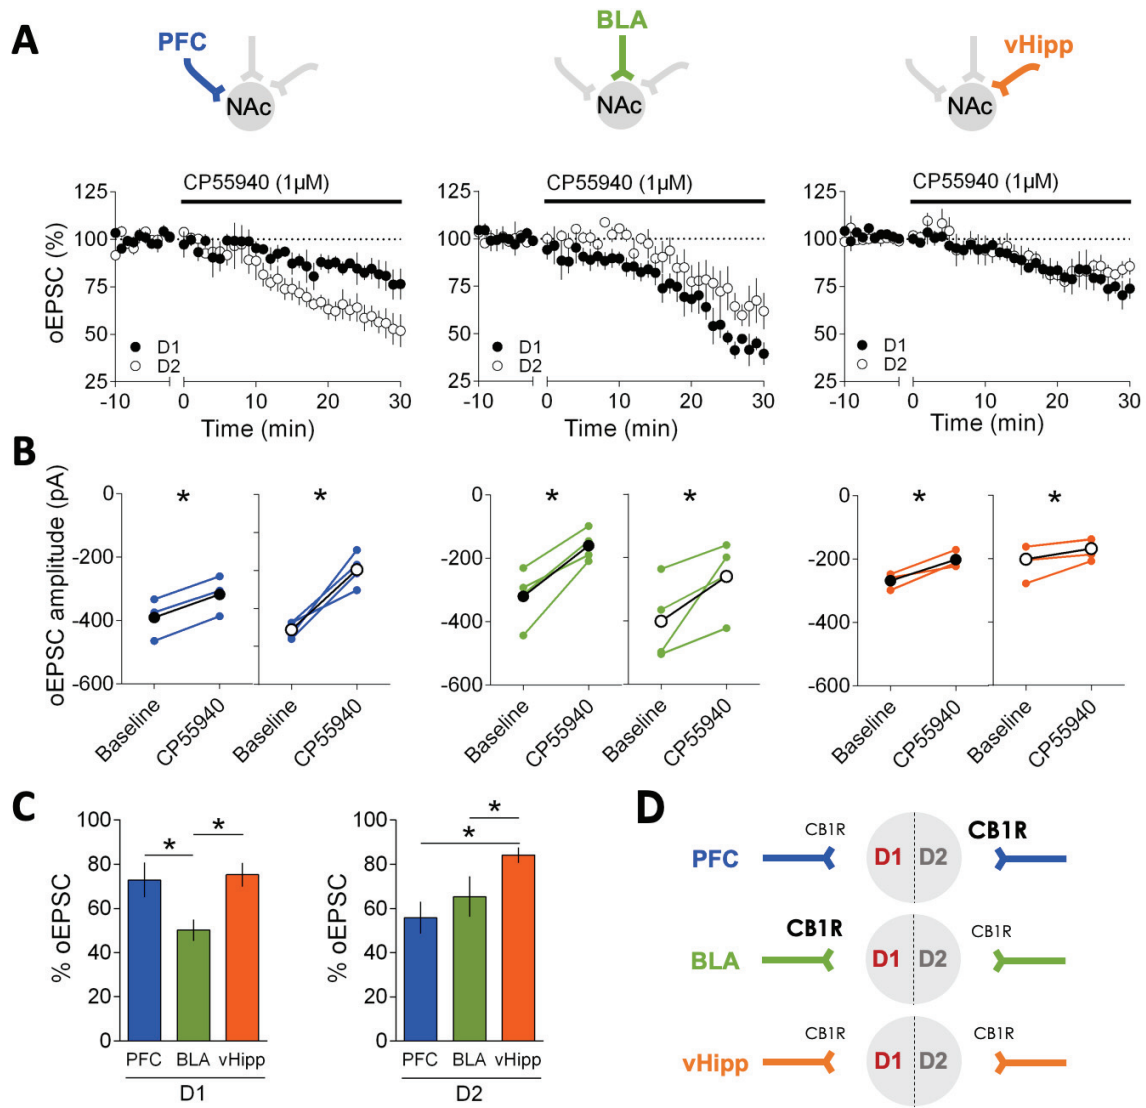 A
PFC
NAc
BLA
NAc
vHipp
NAc
CP55940 (1µM)
125
100
75
50
25
oEPSC (%)
D1
D2
-10
0
10
20
30
Time (min)
CP55940 (1µM)
125
100
75
50
25
D1
D2
-10
0
10
20
30
Time (min)
CP55940 (1µM)
125
100
75
50
25
D1
D2
-10
0
10
20
30
Time (min)
B
oEPSC amplitude (pA)
0
-200
-400
-600
*
*
Baseline
CP55940
Baseline
CP55940
0
-200
-400
-600
*
*
Baseline
CP55940
Baseline
CP55940
0
-200
-400
-600
*
*
Baseline
CP55940
Baseline
CP55940
C
% oEPSC
100
80
60
40
20
0
*
*
PFC
BLA
vHipp
D1
% oEPSC
100
80
60
40
20
0
*
*
PFC
BLA
vHipp
D2
D
CB1R
CB1R
PFC
D1
D2
CB1R
CB1R
BLA
D1
D2
CB1R
CB1R
vHipp
D1
D2